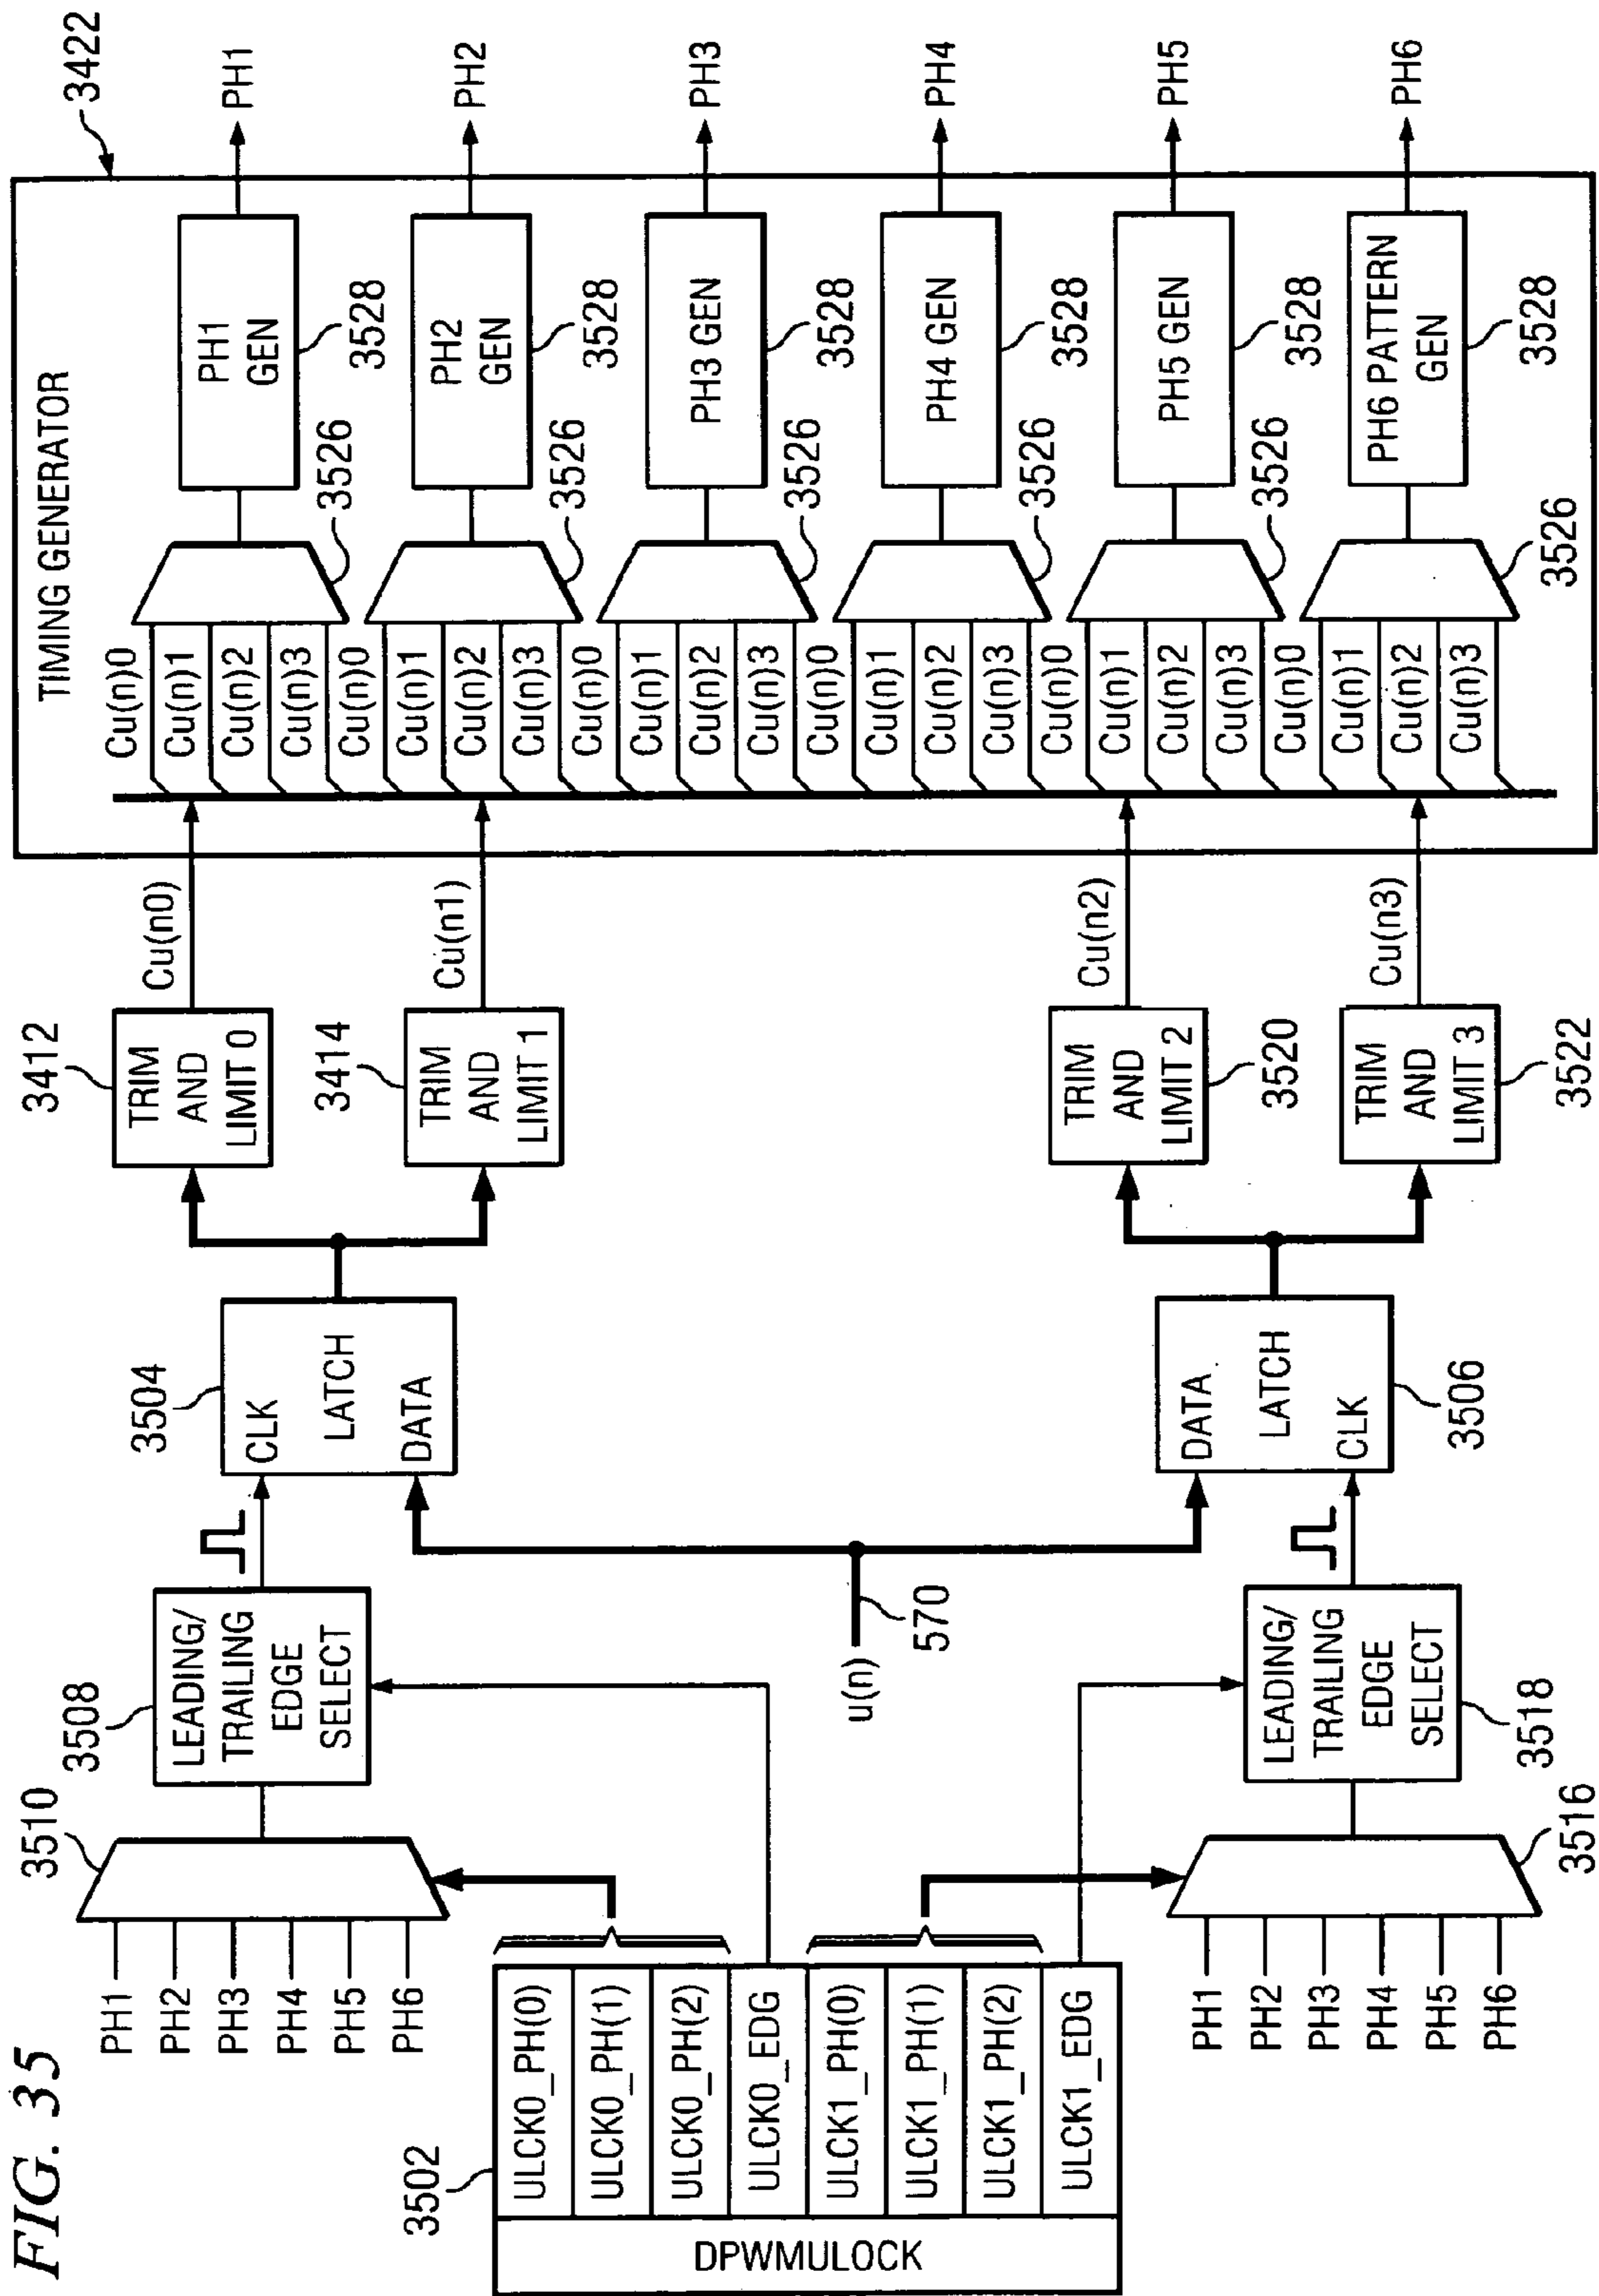 FIG. 35
3422
TIMING GENERATOR
PH1
GEN
3528
PH1
PH2
GEN
3528
PH2
PH3 GEN
3528
PH3
PH4 GEN
3528
PH4
PH5 GEN
3528
PH5
PH6 PATTERN
GEN
3528
PH6
3526
3526
3526
3526
3526
3526
Cu(n)0
Cu(n)1
Cu(n)2
Cu(n)3
Cu(n)0
Cu(n)1
Cu(n)2
Cu(n)3
Cu(n)0
Cu(n)1
Cu(n)2
Cu(n)3
Cu(n)0
Cu(n)1
Cu(n)2
Cu(n)3
Cu(n)0
Cu(n)1
Cu(n)2
Cu(n)3
Cu(n)0
Cu(n)1
Cu(n)2
Cu(n)3
Cu(n0)
Cu(n1)
Cu(n2)
Cu(n3)
3412
TRIM
AND
LIMIT 0
3414
TRIM
AND
LIMIT 1
TRIM
AND
LIMIT 2
3520
TRIM
AND
LIMIT 3
3522
3504
CLK
LATCH
DATA
DATA
LATCH
CLK
3506
u(n)
570
3508
LEADING/
TRAILING
EDGE
SELECT
LEADING/
TRAILING
EDGE
SELECT
3518
3510
PH1
PH2
PH3
PH4
PH5
PH6
3516
PH1
PH2
PH3
PH4
PH5
PH6
3502
ULCK0_PH(0)
ULCK0_PH(1)
ULCK0_PH(2)
ULCK0_EDG
ULCK1_PH(0)
ULCK1_PH(1)
ULCK1_PH(2)
ULCK1_EDG
DPWMULOCK